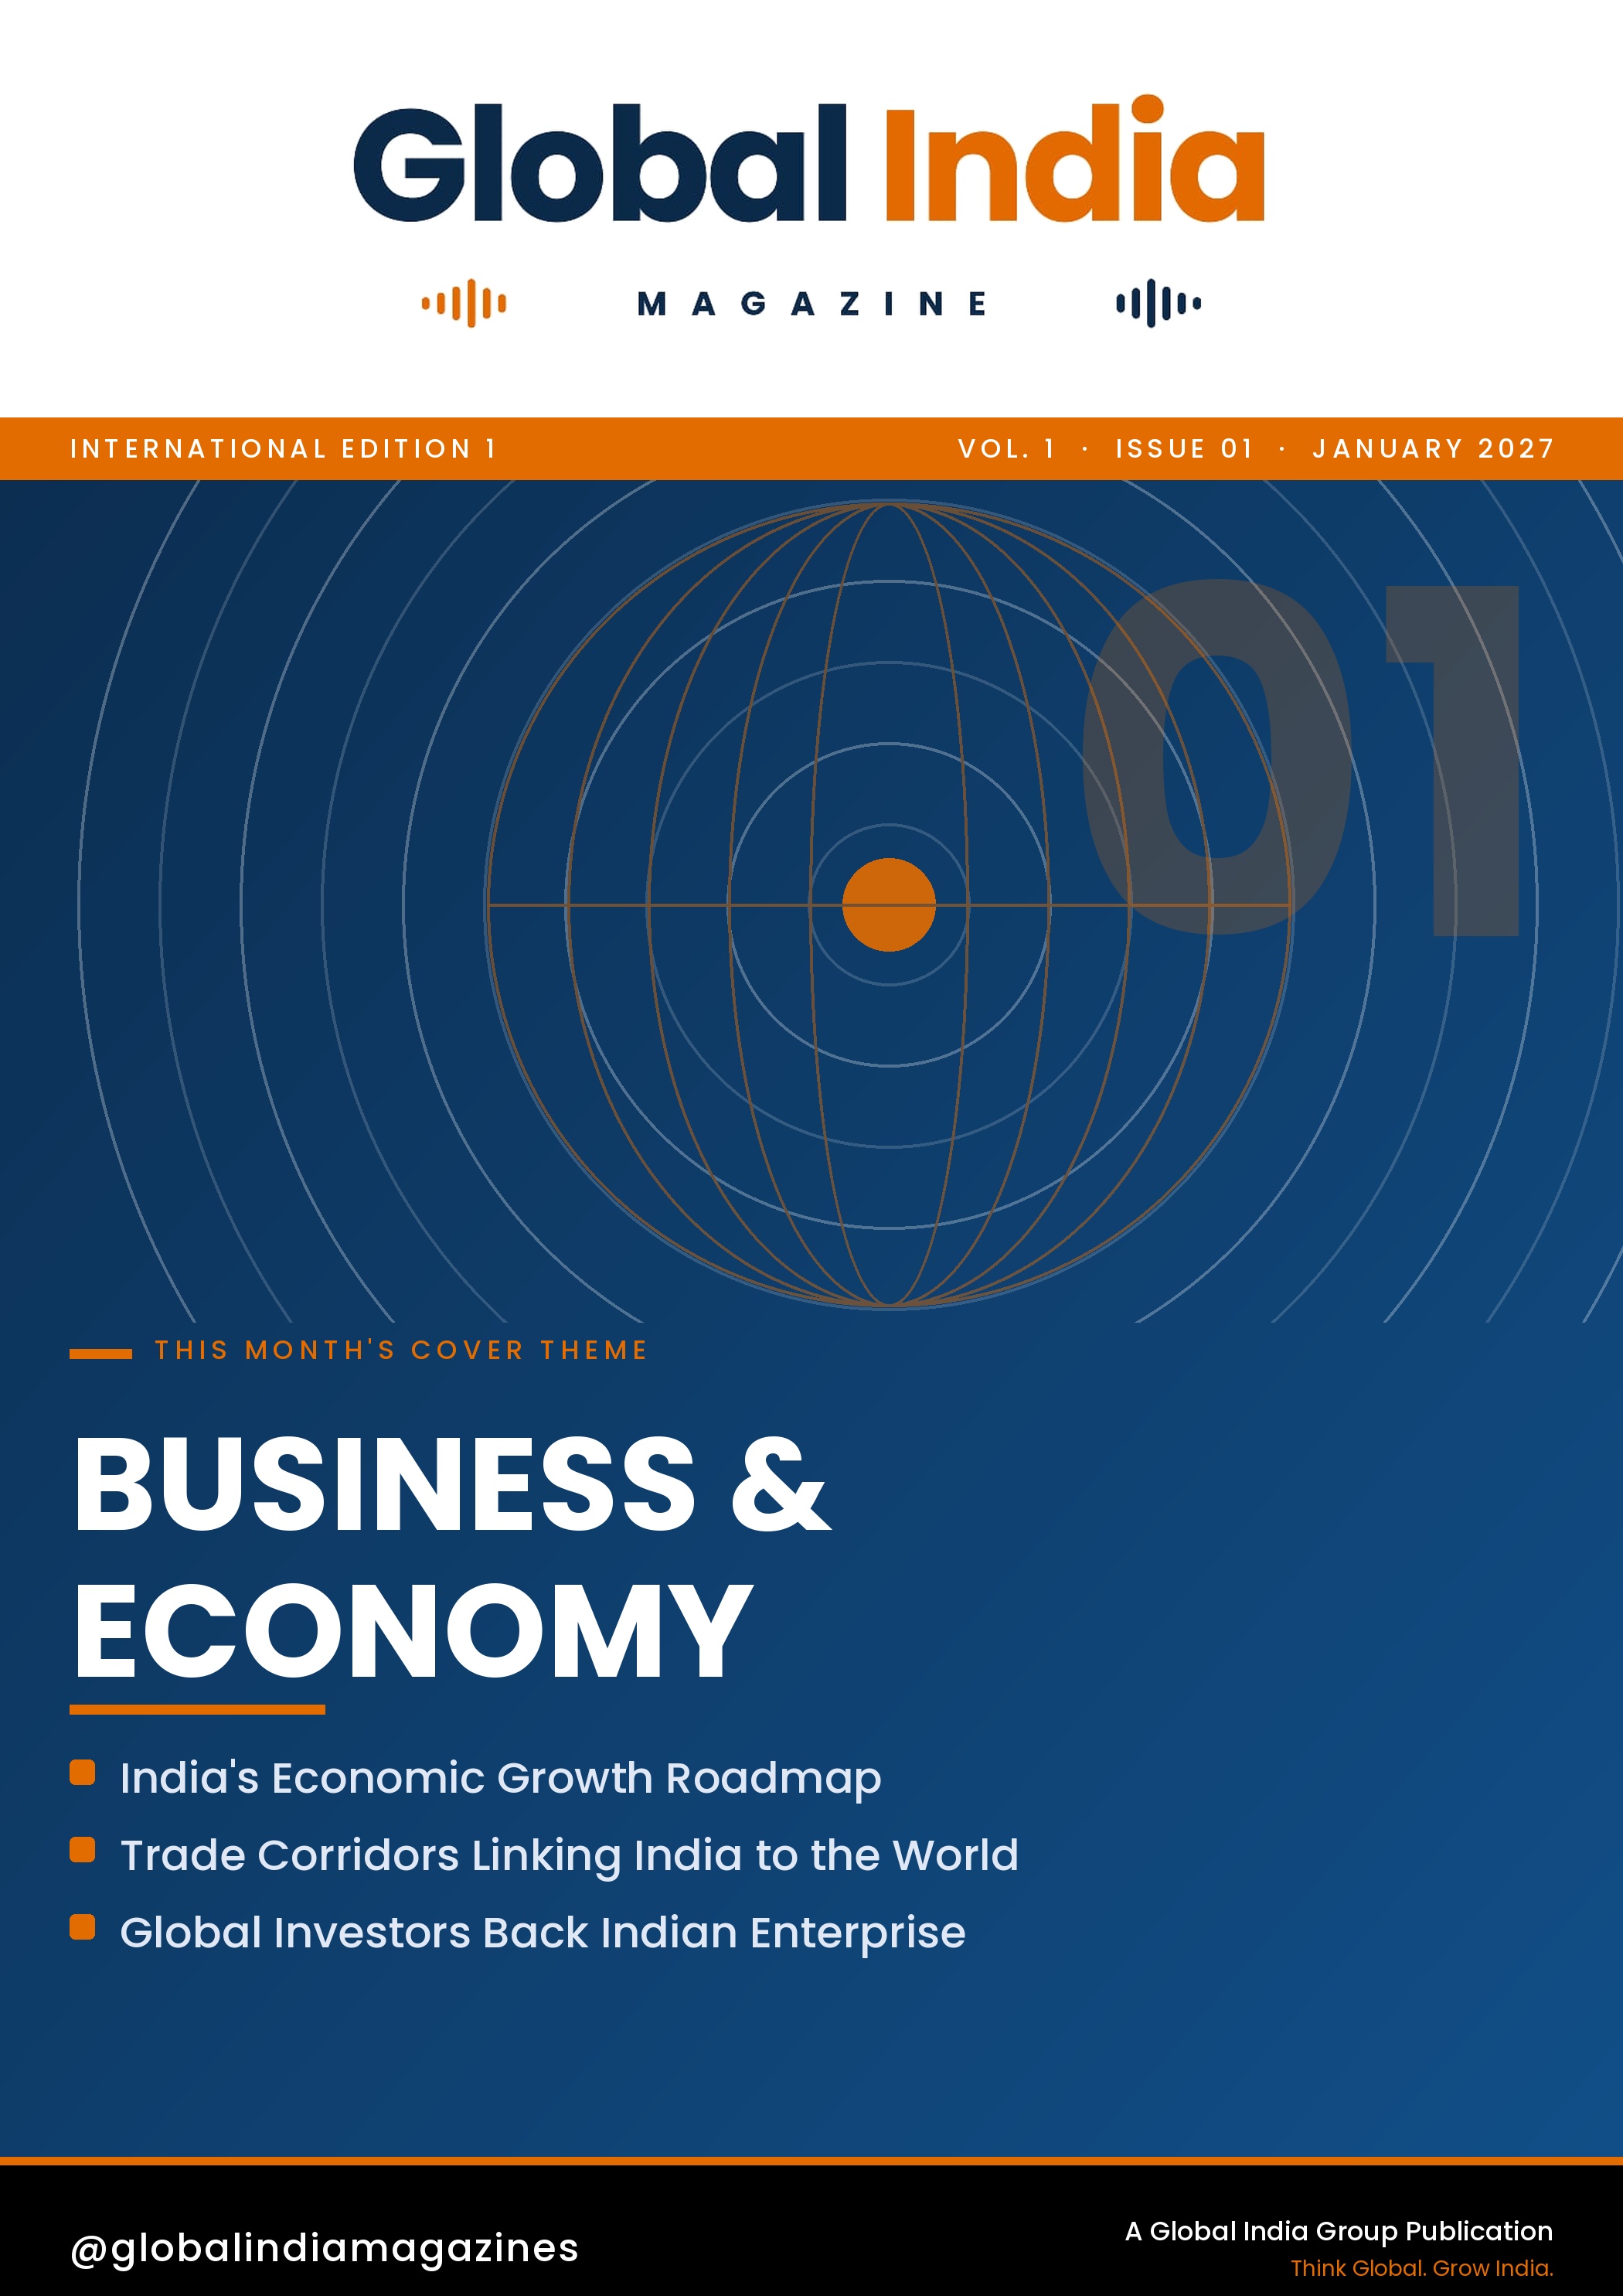 Global India
MAGAZINE
INTERNATIONAL EDITION 1
VOL. 1 · ISSUE 01 · JANUARY 2027
01
THIS MONTH'S COVER THEME
BUSINESS &
ECONOMY
India's Economic Growth Roadmap
Trade Corridors Linking India to the World
Global Investors Back Indian Enterprise
@globalindiamagazines
A Global India Group Publication
Think Global. Grow India.